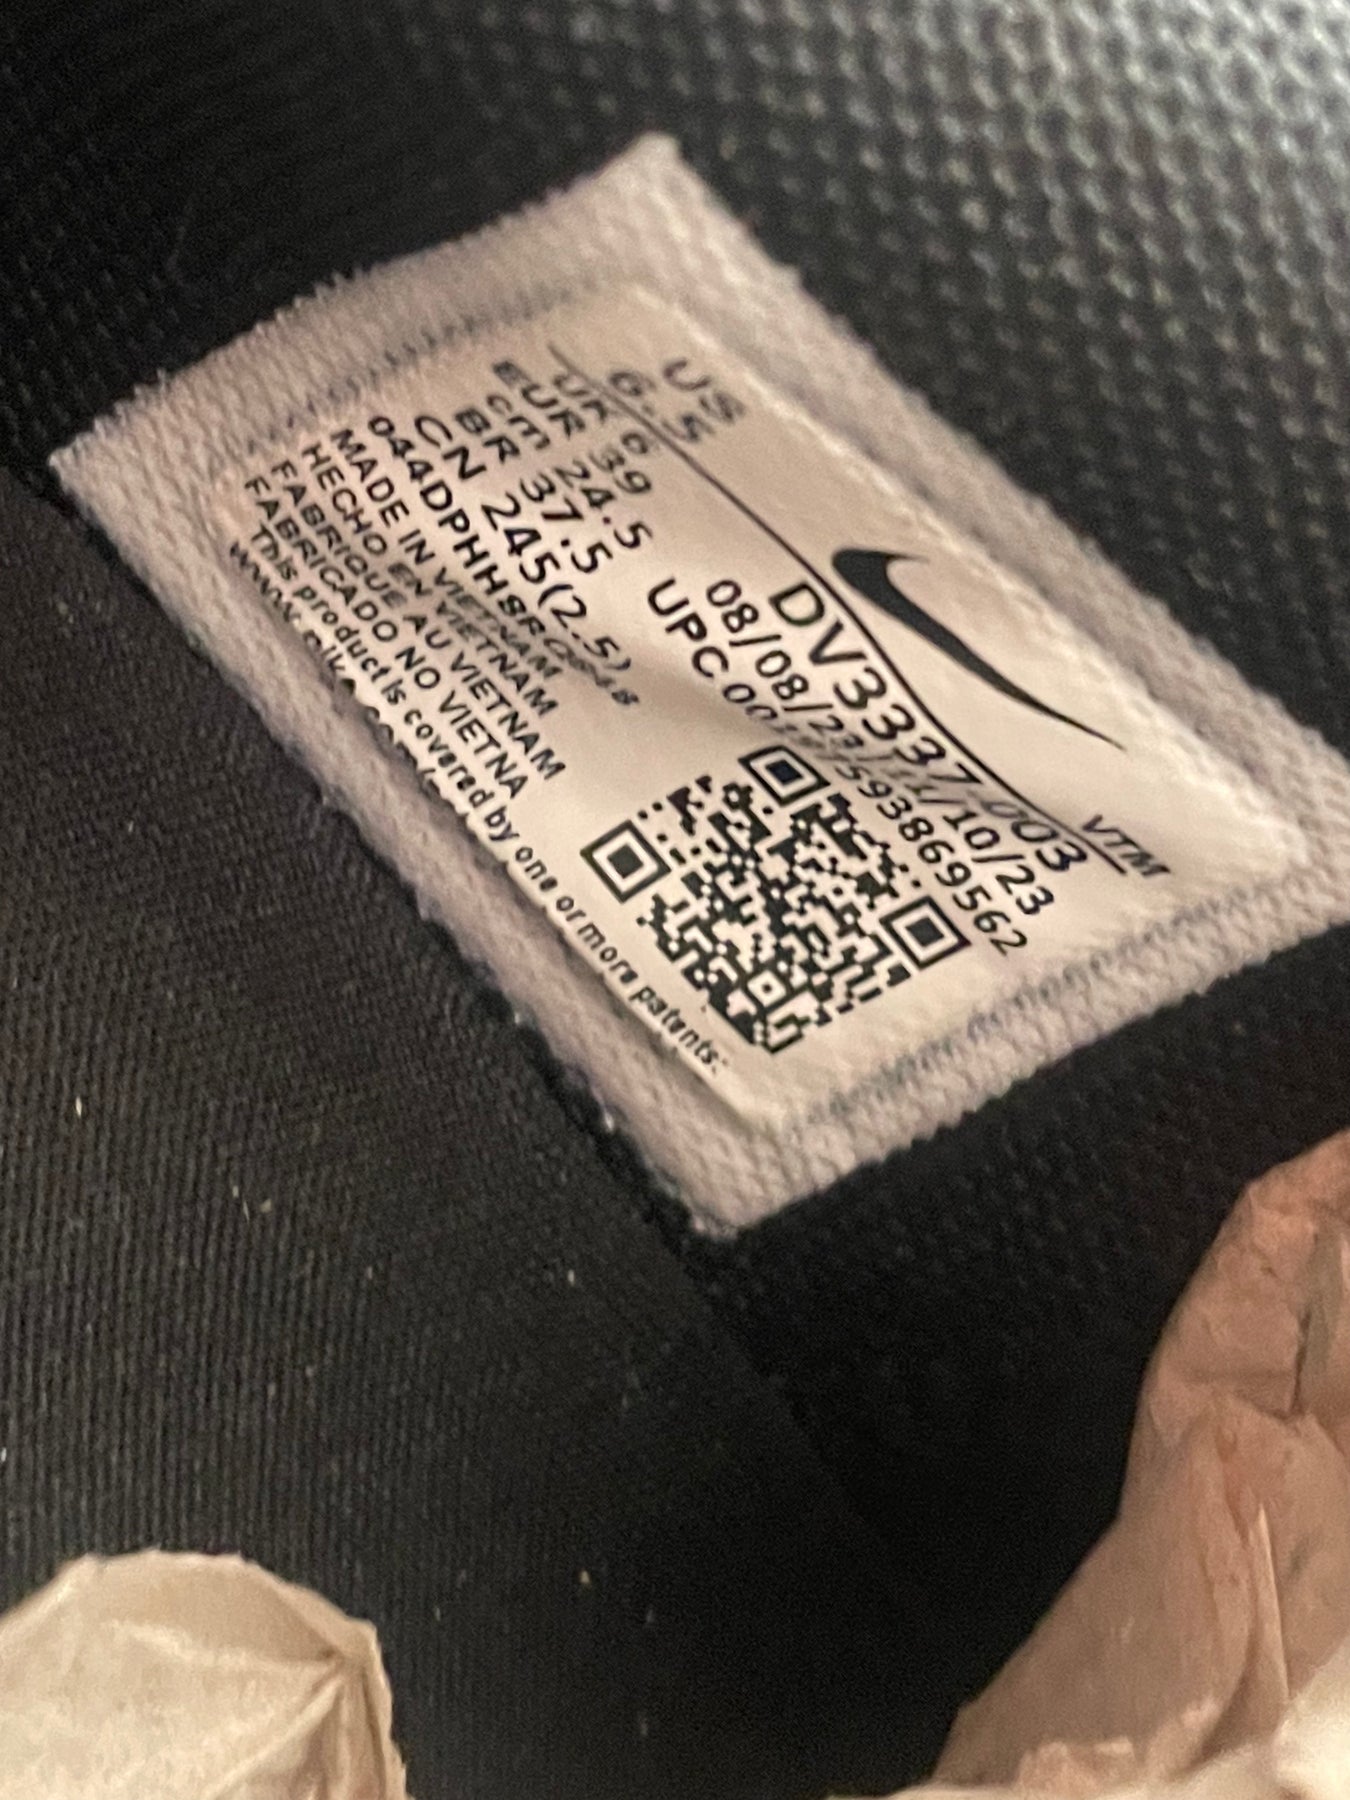 US
6.5
UK 6
EUR 39
cm 24.5
BR 37.5
CN 245(2.5)
VTM
DV3337-003
08/08/23 10/23
UPC
MADE IN VIETNAM
HECHO EN VIETNAM
FABRIQUE AU VIETNAM
FABRICADO NO VIETNA
This product is covered by one or more patents: